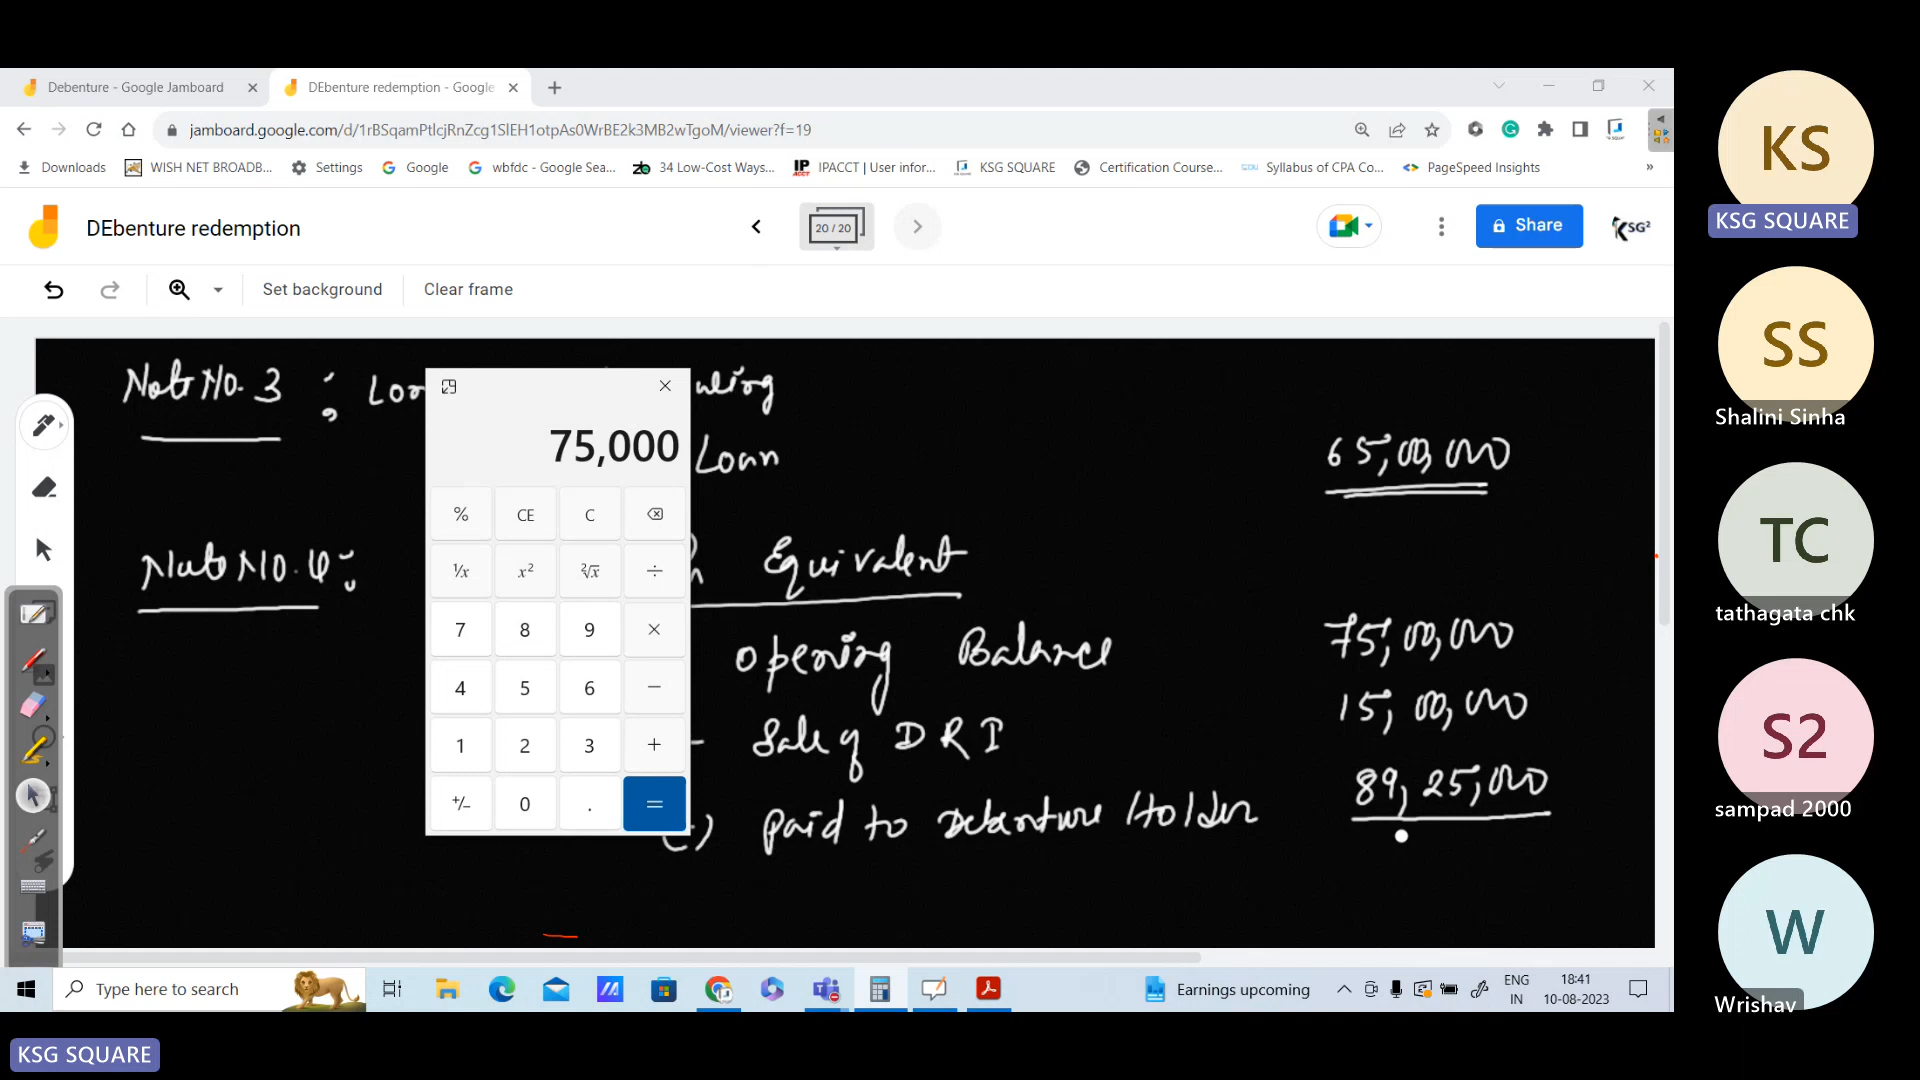 Debenture - Google Jamboard
DEbenture redemption - Google
jamboard.google.com/d/1rBSqamPtlcjRnZcg1SlEH1otpAs0WrBE2k3MB2wTgoM/viewer?f=19
Downloads WISH NET BROADB... Settings Google wbfdc - Google Sea... 34 Low-Cost Ways... IPACCT | User infor... KSG SQUARE Certification Course... Syllabus of CPA Co... PageSpeed Insights »
DEbenture redemption
20 / 20
Share
KSG²
Set background
Clear frame
Note No. 3 :
Loan
65,00,000
Note No. 4 :
Equivalent
Opening Balance 75,00,000
- Sale of DRI 15,00,000
(-) Paid to Debenture Holder 89,25,000
75,000
% CE C
1/x x² ²√x ÷
7 8 9 ×
4 5 6 −
1 2 3 +
+/− 0 . =
Type here to search
Earnings upcoming
ENG
IN
18:41
10-08-2023
KS
KSG SQUARE
SS
Shalini Sinha
TC
tathagata chk
S2
sampad 2000
W
Wrishav
KSG SQUARE